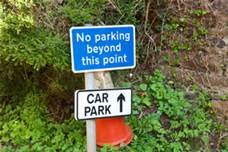 No parking
beyond
this point
CAR
PARK ↑